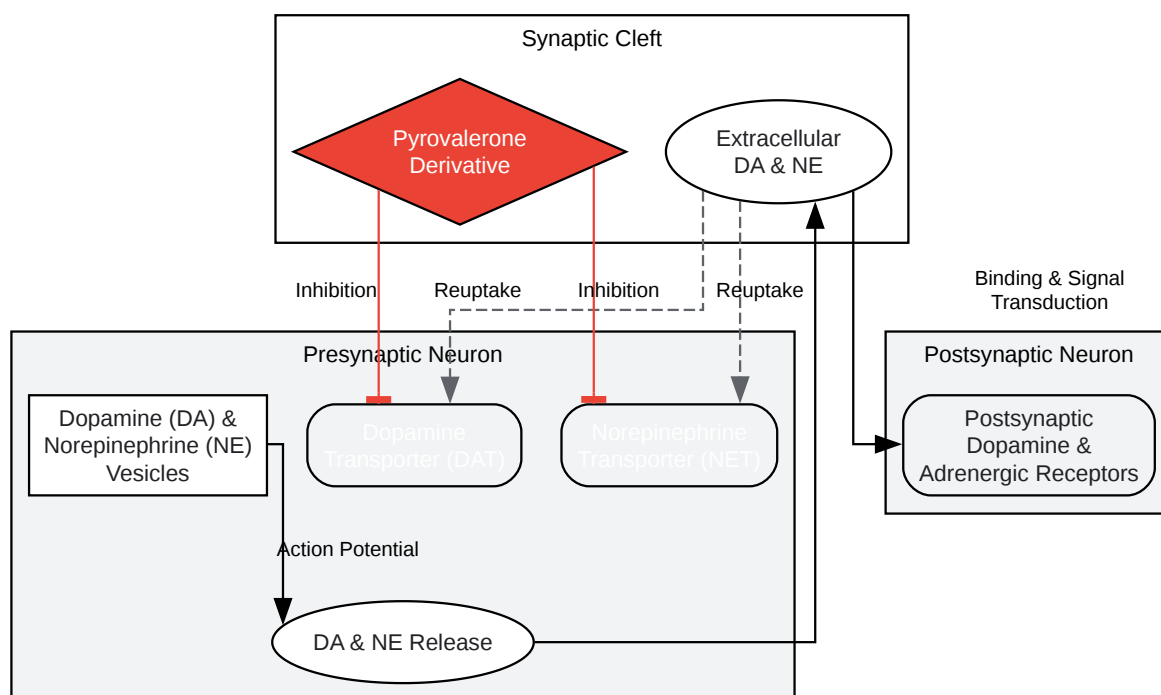 Synaptic Cleft
Pyrovalerone
Derivative
Extracellular
DA & NE
Inhibition
Reuptake
Inhibition
Reuptake
Binding & Signal
Transduction
Presynaptic Neuron
Postsynaptic Neuron
Dopamine (DA) &
Norepinephrine (NE)
Vesicles
Dopamine
Transporter (DAT)
Norepinephrine
Transporter (NET)
Postsynaptic
Dopamine &
Adrenergic Receptors
Action Potential
DA & NE Release